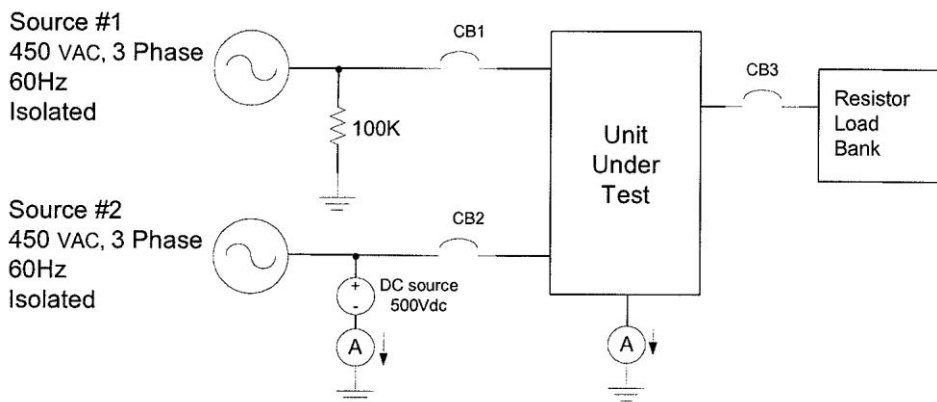 Source #1
450 VAC, 3 Phase
60Hz
Isolated
CB1
100K
Unit
Under
Test
CB3
Resistor
Load
Bank
Source #2
450 VAC, 3 Phase
60Hz
Isolated
CB2
+
-
DC source
500Vdc
A
A